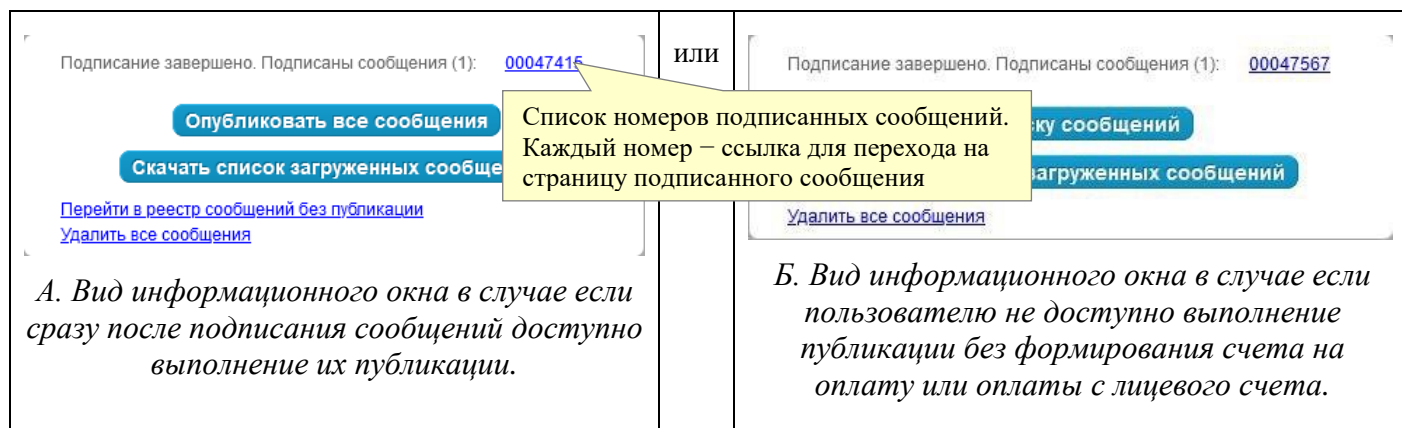 Подписание завершено. Подписаны сообщения (1): 00047415
Опубликовать все сообщения
Скачать список загруженных сообще
Перейти в реестр сообщений без публикации
Удалить все сообщения
А. Вид информационного окна в случае если
сразу после подписания сообщений доступно
выполнение их публикации.
или
Список номеров подписанных сообщений.
Каждый номер − ссылка для перехода на
страницу подписанного сообщения
Подписание завершено. Подписаны сообщения (1): 00047567
ку сообщений
загруженных сообщений
Удалить все сообщения
Б. Вид информационного окна в случае если
пользователю не доступно выполнение
публикации без формирования счета на
оплату или оплаты с лицевого счета.